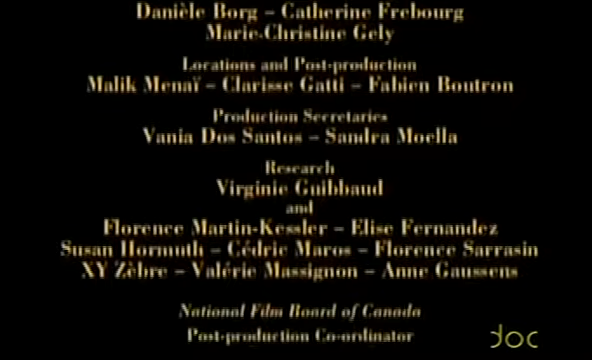 Danièle Borg – Catherine Frebourg
Marie-Christine Gely
Locations and Post-production
Malik Menaï – Clarisse Gatti – Fabien Boutron
Production Secretaries
Vania Dos Santos – Sandra Moella
Research
Virginie Guibbaud
and
Florence Martin-Kessler – Elise Fernandez
Susan Hormuth – Cédric Maros – Florence Sarrasin
XY Zèbre – Valérie Massignon – Anne Gaussens
National Film Board of Canada
Post-production Co-ordinator
doc